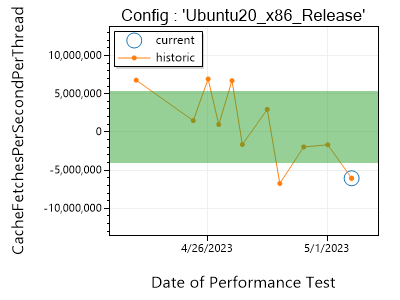 Config : 'Ubuntu20_x86_Release'
current
historic
CacheFetchesPerSecondPerThread
10,000,000
5,000,000
0
-5,000,000
-10,000,000
4/26/2023
5/1/2023
Date of Performance Test